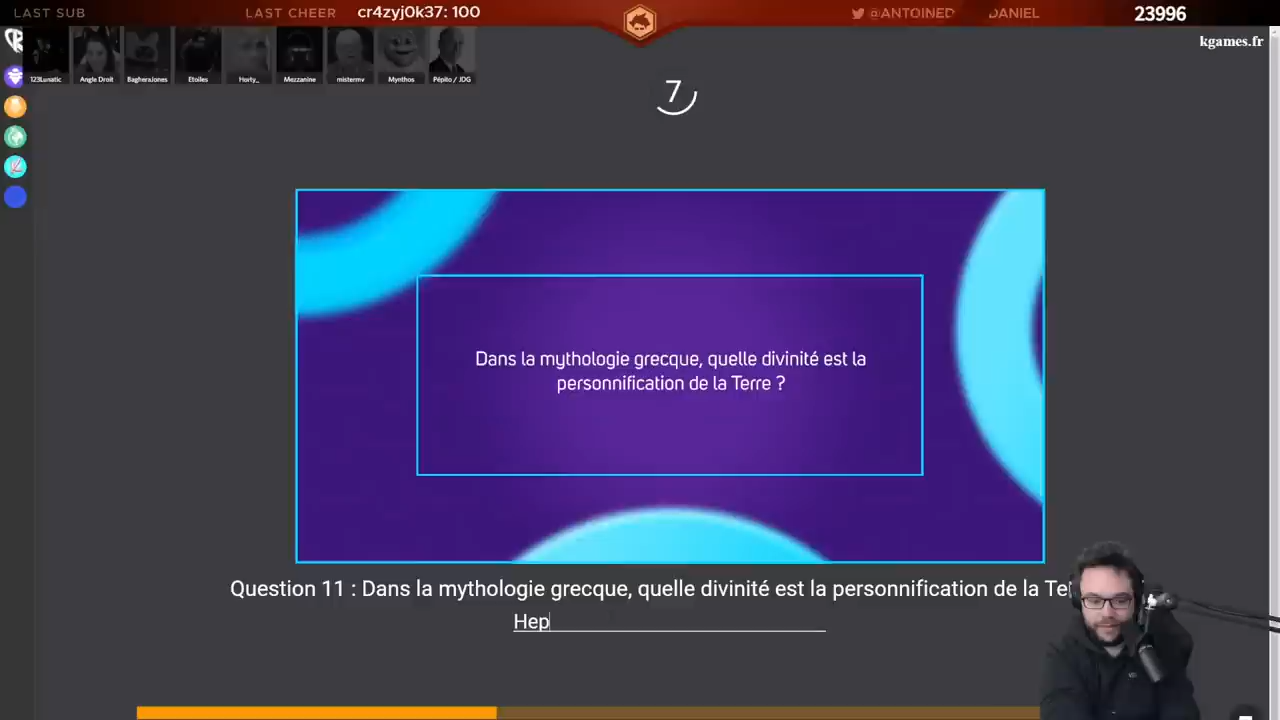 LAST SUB
LAST CHEER cr4zyj0k37: 100
@ANTOINED DANIEL
23996
kgames.fr
123Lunatic Angle Droit BagheraJones Etoiles Horty_ Mezzanine mistermv Mynthos Pépito / JDG
7
Dans la mythologie grecque, quelle divinité est la
personnification de la Terre ?
Question 11 : Dans la mythologie grecque, quelle divinité est la personnification de la Ter
Hep